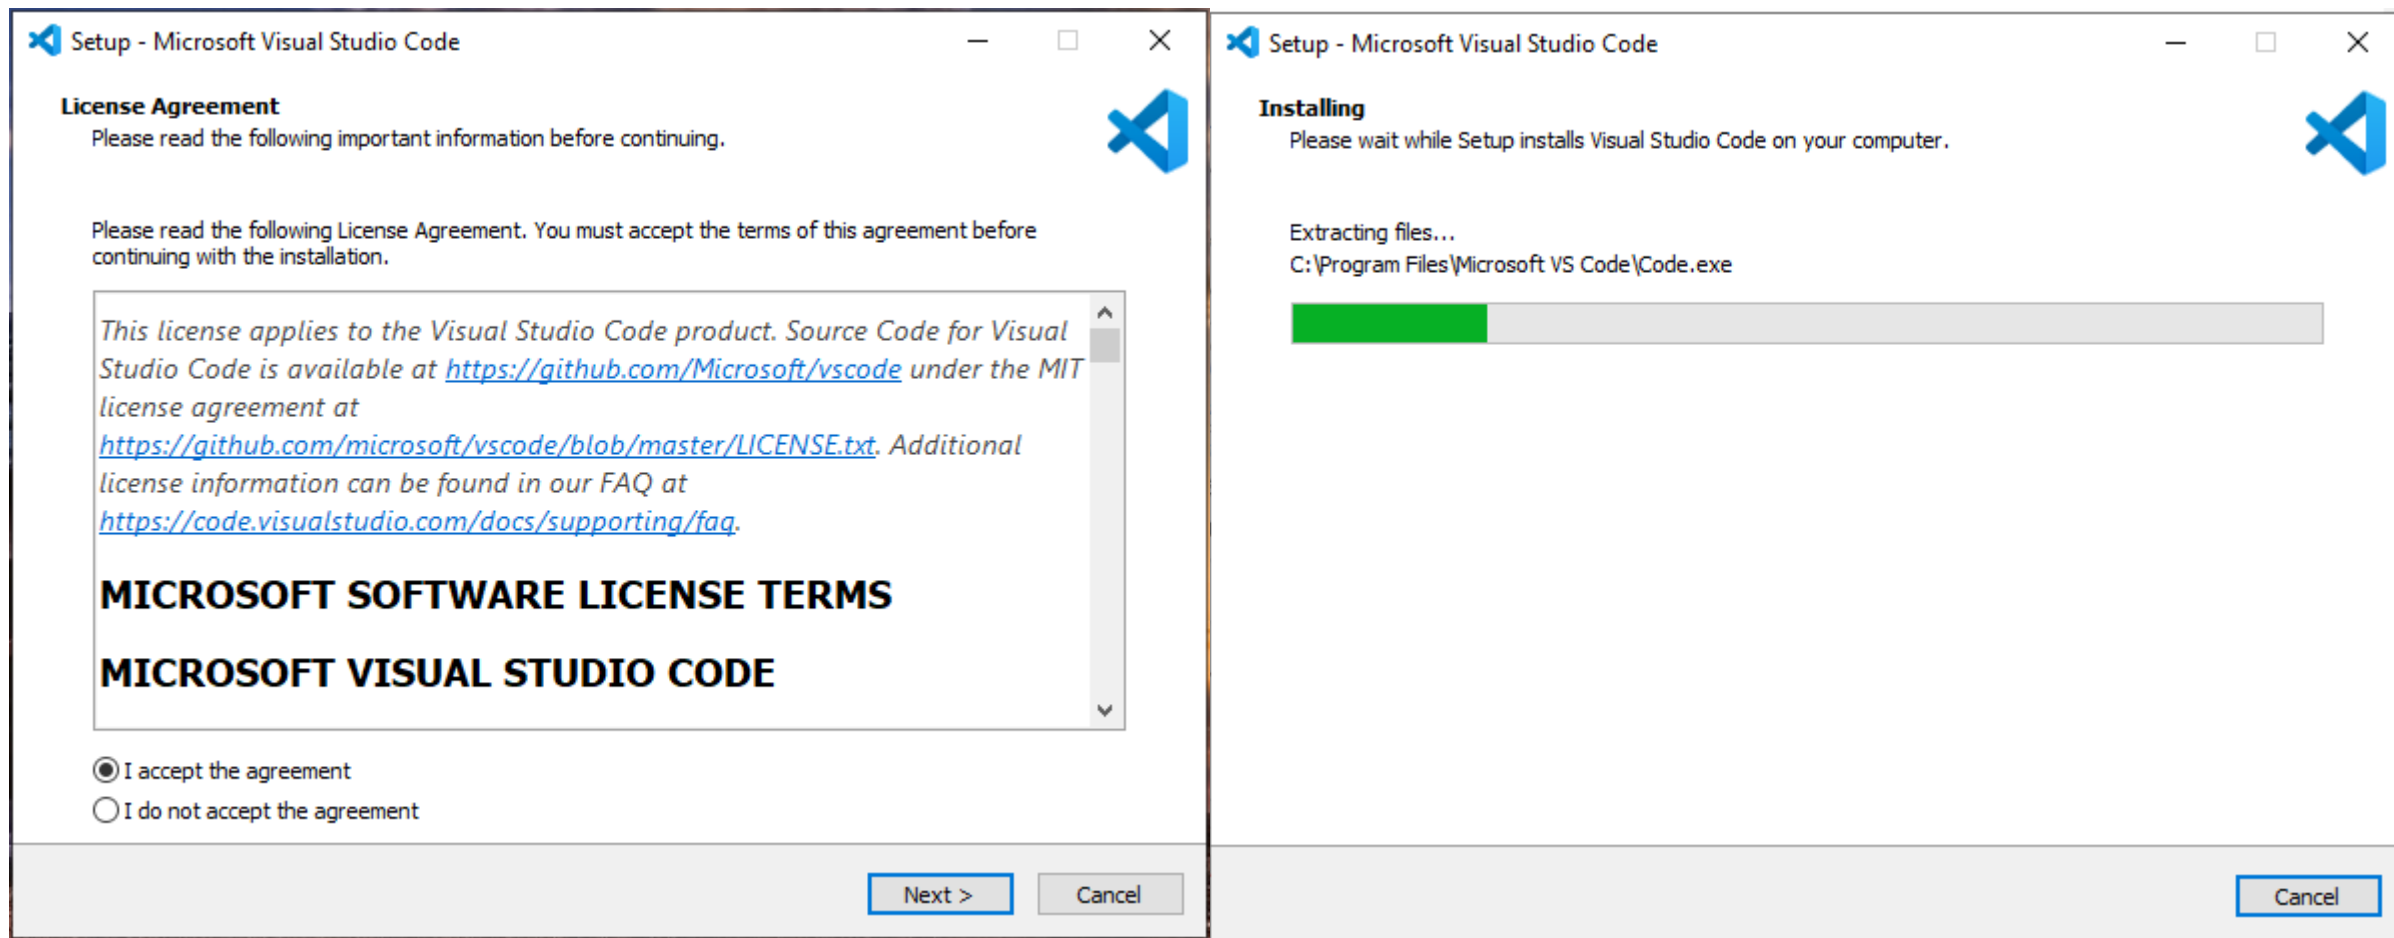 Setup - Microsoft Visual Studio Code
License Agreement
Please read the following important information before continuing.
Please read the following License Agreement. You must accept the terms of this agreement before
continuing with the installation.
This license applies to the Visual Studio Code product. Source Code for Visual
Studio Code is available at https://github.com/Microsoft/vscode under the MIT
license agreement at
https://github.com/microsoft/vscode/blob/master/LICENSE.txt. Additional
license information can be found in our FAQ at
https://code.visualstudio.com/docs/supporting/faq.
MICROSOFT SOFTWARE LICENSE TERMS
MICROSOFT VISUAL STUDIO CODE
I accept the agreement
I do not accept the agreement
Next >
Cancel
Setup - Microsoft Visual Studio Code
Installing
Please wait while Setup installs Visual Studio Code on your computer.
Extracting files...
C:\Program Files\Microsoft VS Code\Code.exe
Cancel